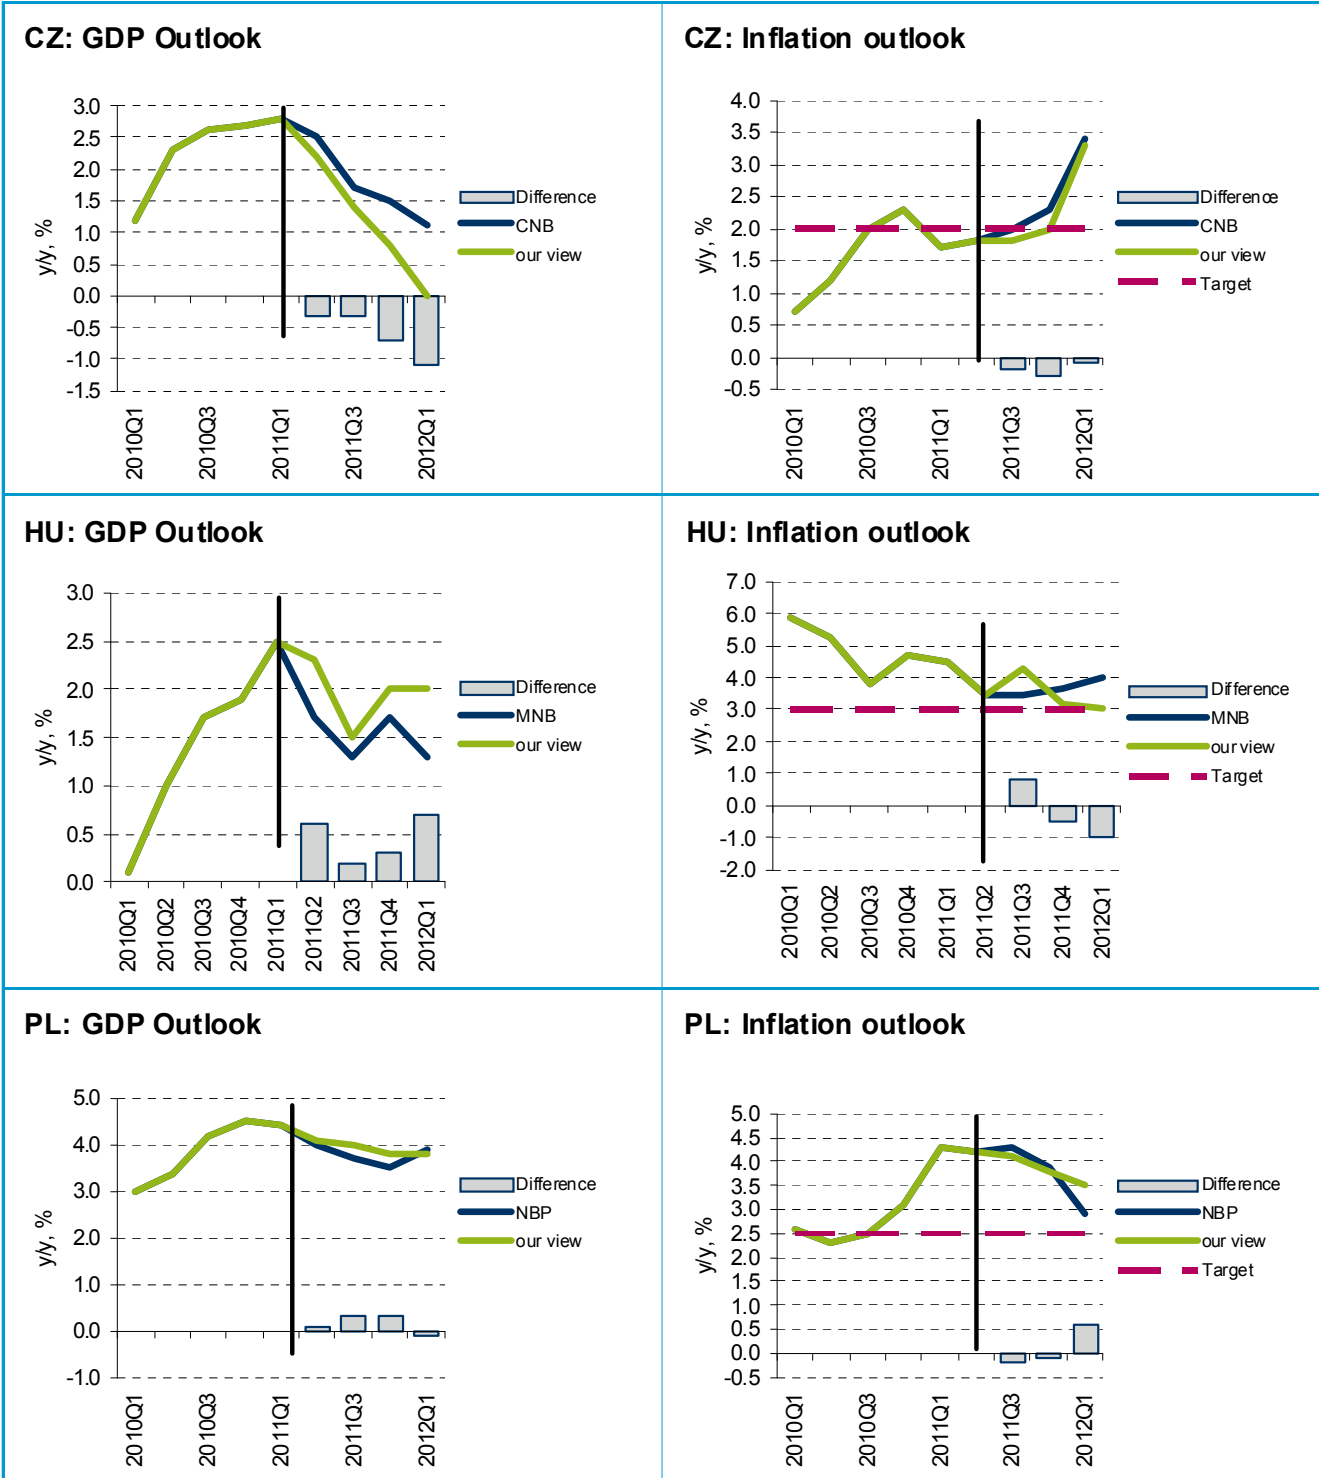 CZ: GDP Outlook
y/y, %
3.0
2.5
2.0
1.5
1.0
0.5
0.0
-0.5
-1.0
-1.5
2010Q1
2010Q3
2011Q1
2011Q3
2012Q1
Difference
CNB
our view
CZ: Inflation outlook
y/y, %
4.0
3.5
3.0
2.5
2.0
1.5
1.0
0.5
0.0
-0.5
2010Q1
2010Q3
2011Q1
2011Q3
2012Q1
Difference
CNB
our view
Target
HU: GDP Outlook
y/y, %
3.0
2.5
2.0
1.5
1.0
0.5
0.0
2010Q1
2010Q2
2010Q3
2010Q4
2011Q1
2011Q2
2011Q3
2011Q4
2012Q1
Difference
MNB
our view
HU: Inflation outlook
y/y, %
7.0
6.0
5.0
4.0
3.0
2.0
1.0
0.0
-1.0
-2.0
2010Q1
2010Q2
2010Q3
2010Q4
2011Q1
2011Q2
2011Q3
2011Q4
2012Q1
Difference
MNB
our view
Target
PL: GDP Outlook
y/y, %
5.0
4.0
3.0
2.0
1.0
0.0
-1.0
2010Q1
2010Q3
2011Q1
2011Q3
2012Q1
Difference
NBP
our view
PL: Inflation outlook
y/y, %
5.0
4.5
4.0
3.5
3.0
2.5
2.0
1.5
1.0
0.5
0.0
-0.5
2010Q1
2010Q3
2011Q1
2011Q3
2012Q1
Difference
NBP
our view
Target